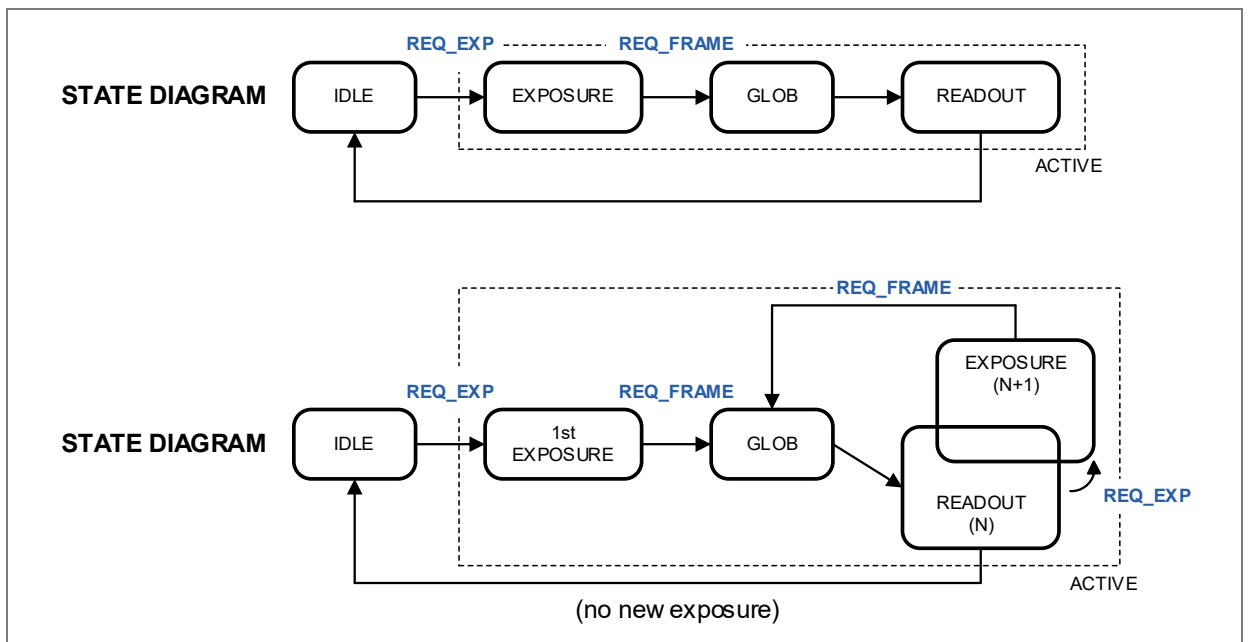 REQ_EXP
REQ_FRAME
STATE DIAGRAM
IDLE
EXPOSURE
GLOB
READOUT
ACTIVE
REQ_FRAME
EXPOSURE
(N+1)
REQ_EXP
REQ_FRAME
STATE DIAGRAM
IDLE
1st
EXPOSURE
GLOB
READOUT
(N)
REQ_EXP
ACTIVE
(no new exposure)